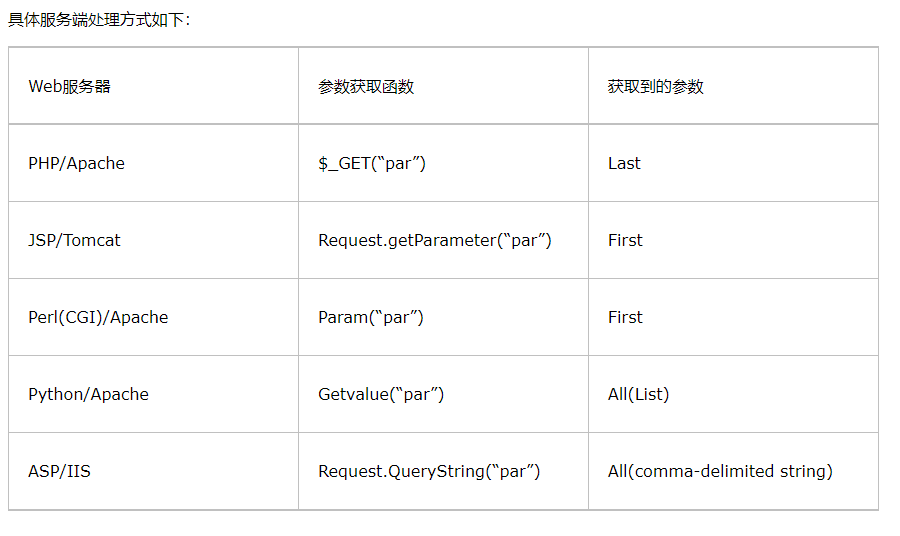 具体服务端处理方式如下：
Web服务器 参数获取函数 获取到的参数
PHP/Apache $_GET(“par”) Last
JSP/Tomcat Request.getParameter(“par”) First
Perl(CGI)/Apache Param(“par”) First
Python/Apache Getvalue(“par”) All(List)
ASP/IIS Request.QueryString(“par”) All(comma-delimited string)